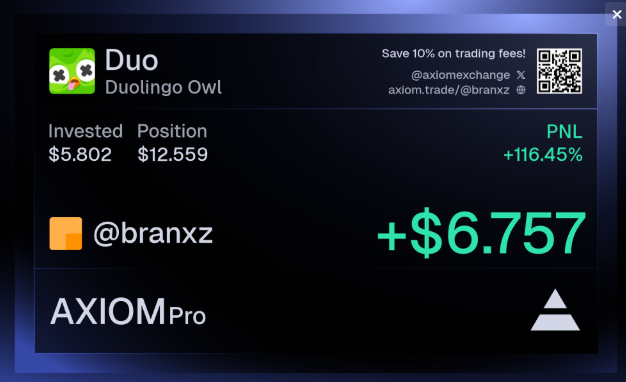 Duo
Duolingo Owl
Save 10% on trading fees!
@axiomexchange
axiom.trade/@branxz
Invested Position
$5.802 $12.559
PNL
+116.45%
@branxz
+$6.757
AXIOM Pro